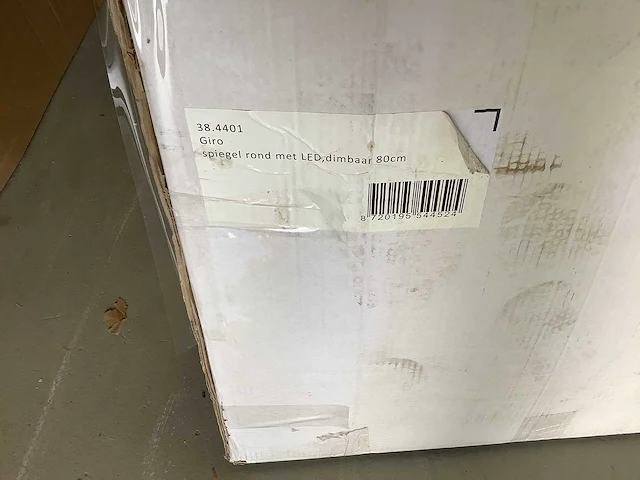 38.4401
Giro
spiegel rond met LED,dimbaar 80cm
8 720195 544524